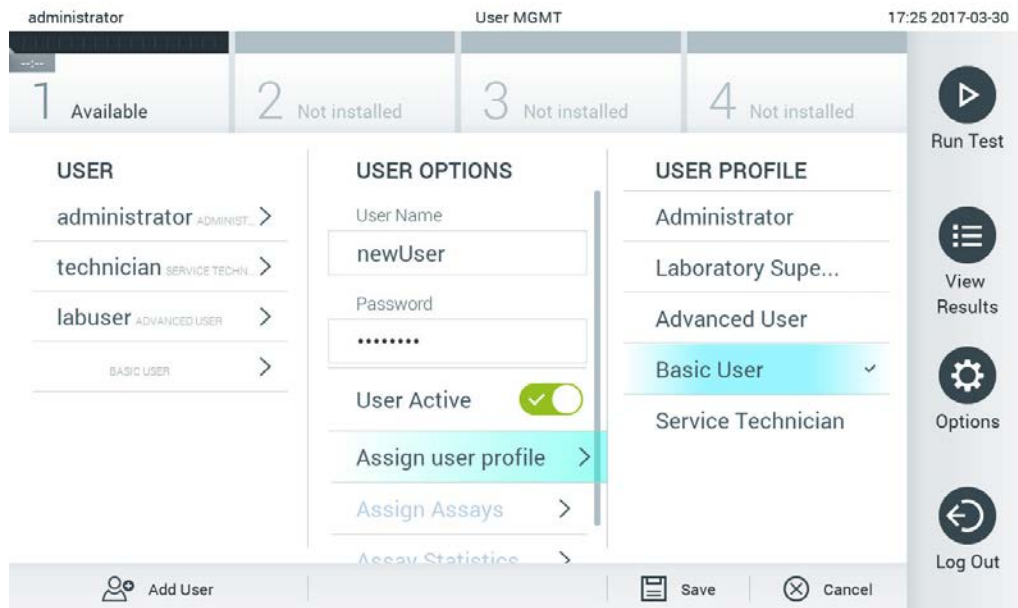 administrator
User MGMT
17:25 2017-03-30
--:--
1 Available
2 Not installed
3 Not installed
4 Not installed
USER
administrator ADMINIST...
technician SERVICE TECHN...
labuser ADVANCED USER
BASIC USER
USER OPTIONS
User Name
newUser
Password
••••••••
User Active
Assign user profile
Assign Assays
Assay Statistics
USER PROFILE
Administrator
Laboratory Supe...
Advanced User
Basic User
Service Technician
Run Test
View
Results
Options
Log Out
Add User
Save
Cancel